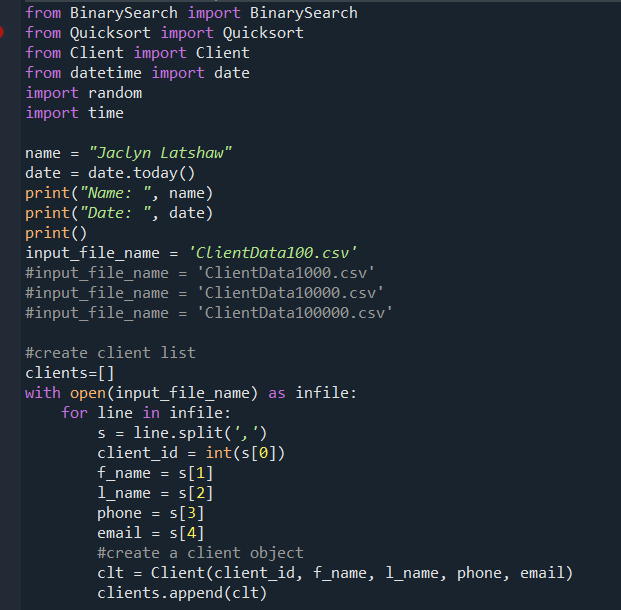 from BinarySearch import BinarySearch
from Quicksort import Quicksort
from Client import Client
from datetime import date
import random
import time

name = "Jaclyn Latshaw"
date = date.today()
print("Name: ", name)
print("Date: ", date)
print()
input_file_name = 'ClientData100.csv'
#input_file_name = 'ClientData1000.csv'
#input_file_name = 'ClientData10000.csv'
#input_file_name = 'ClientData100000.csv'

#create client list
clients=[]
with open(input_file_name) as infile:
    for line in infile:
        s = line.split(',')
        client_id = int(s[0])
        f_name = s[1]
        l_name = s[2]
        phone = s[3]
        email = s[4]
        #create a client object
        clt = Client(client_id, f_name, l_name, phone, email)
        clients.append(clt)